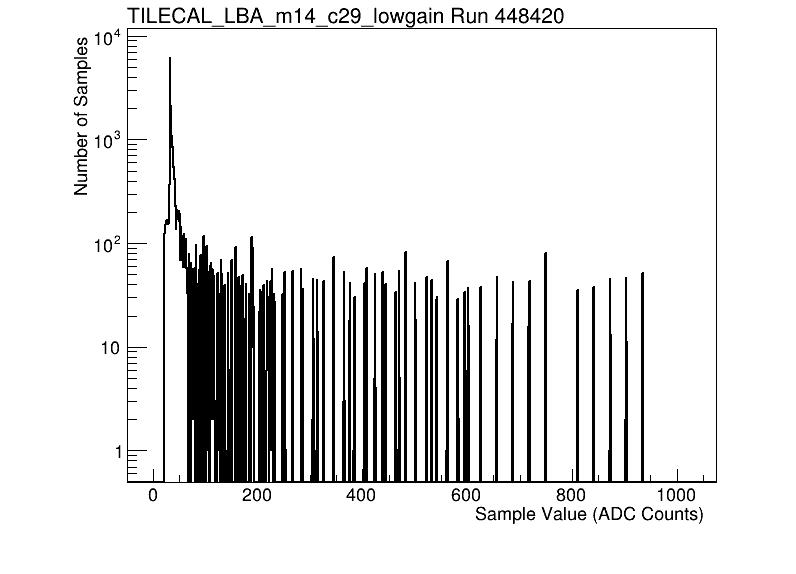 TILECAL_LBA_m14_c29_lowgain Run 448420
Number of Samples
10⁴
10³
10²
10
1
0 200 400 600 800 1000
Sample Value (ADC Counts)